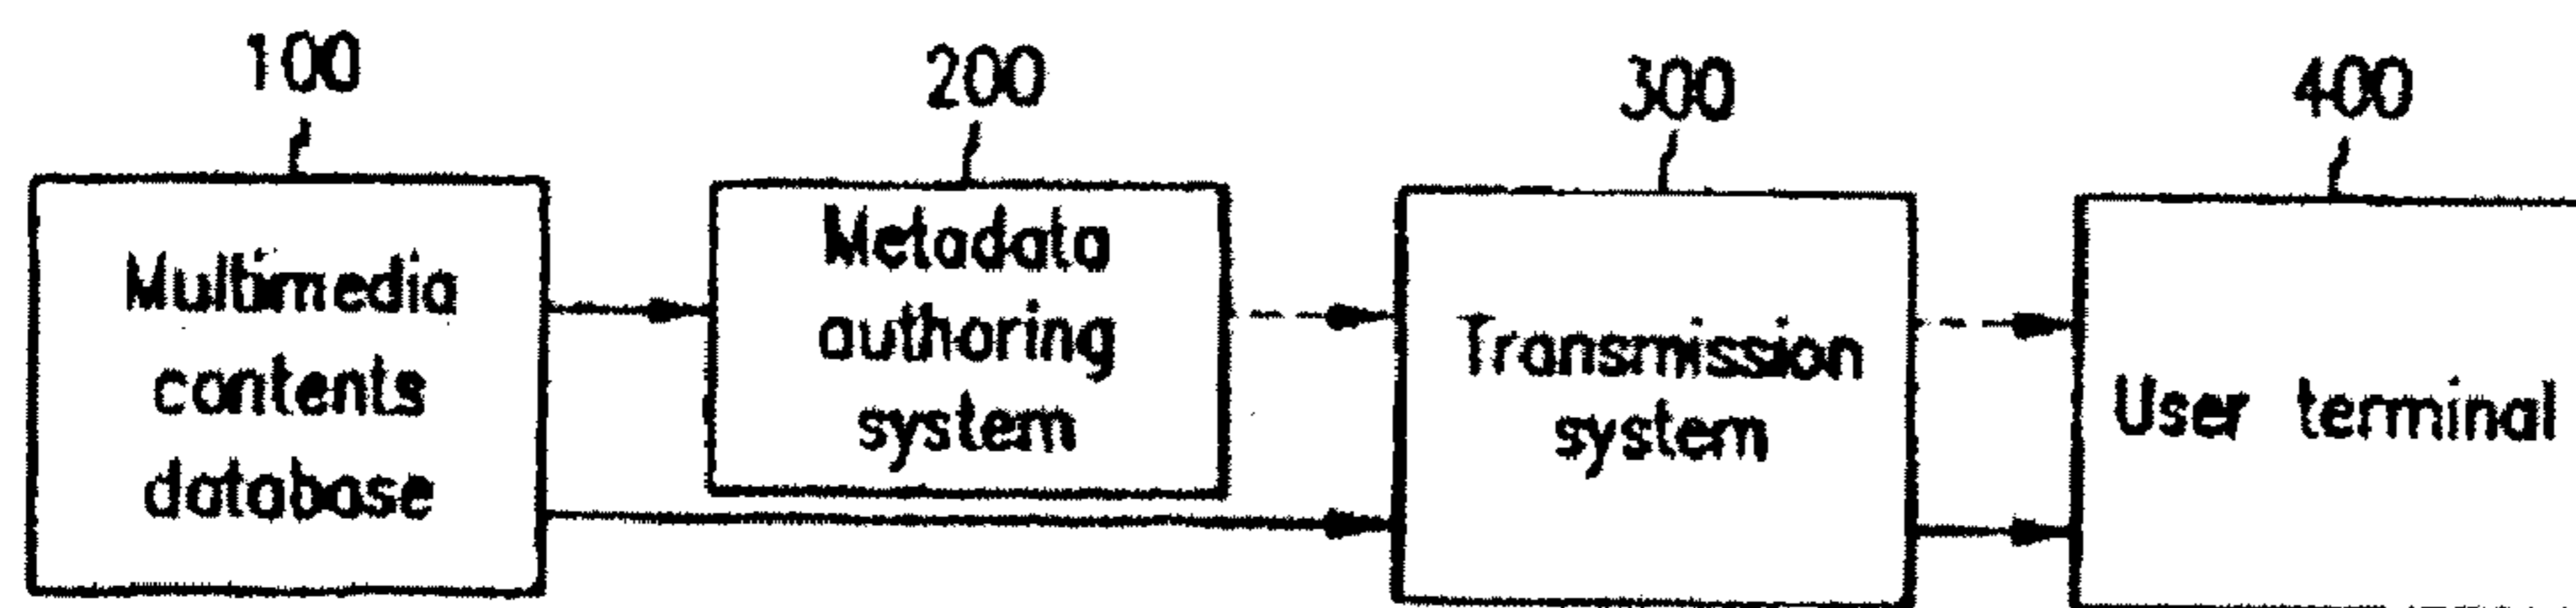 100
200
300
400
Multimedia
contents
database
Metadata
authoring
system
Transmission
system
User terminal